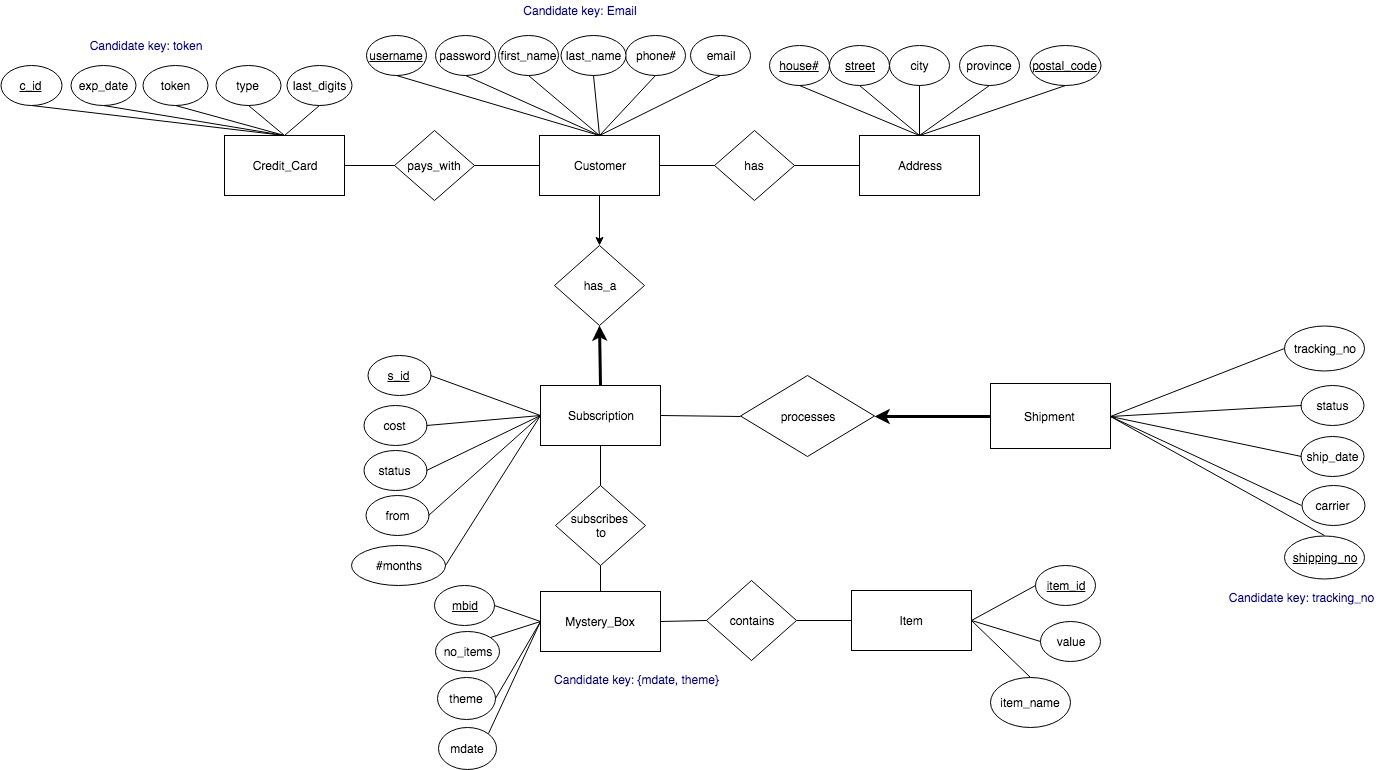 Candidate key: Email
Candidate key: token
username
password
first_name
last_name
phone#
email
house#
street
city
province
postal_code
c_id
exp_date
token
type
last_digits
Credit_Card
pays_with
Customer
has
Address
has_a
s_id
cost
status
from
#months
Subscription
processes
Shipment
tracking_no
status
ship_date
carrier
shipping_no
Candidate key: tracking_no
subscribes
to
mbid
no_items
theme
mdate
Mystery_Box
contains
Item
item_id
value
item_name
Candidate key: {mdate, theme}